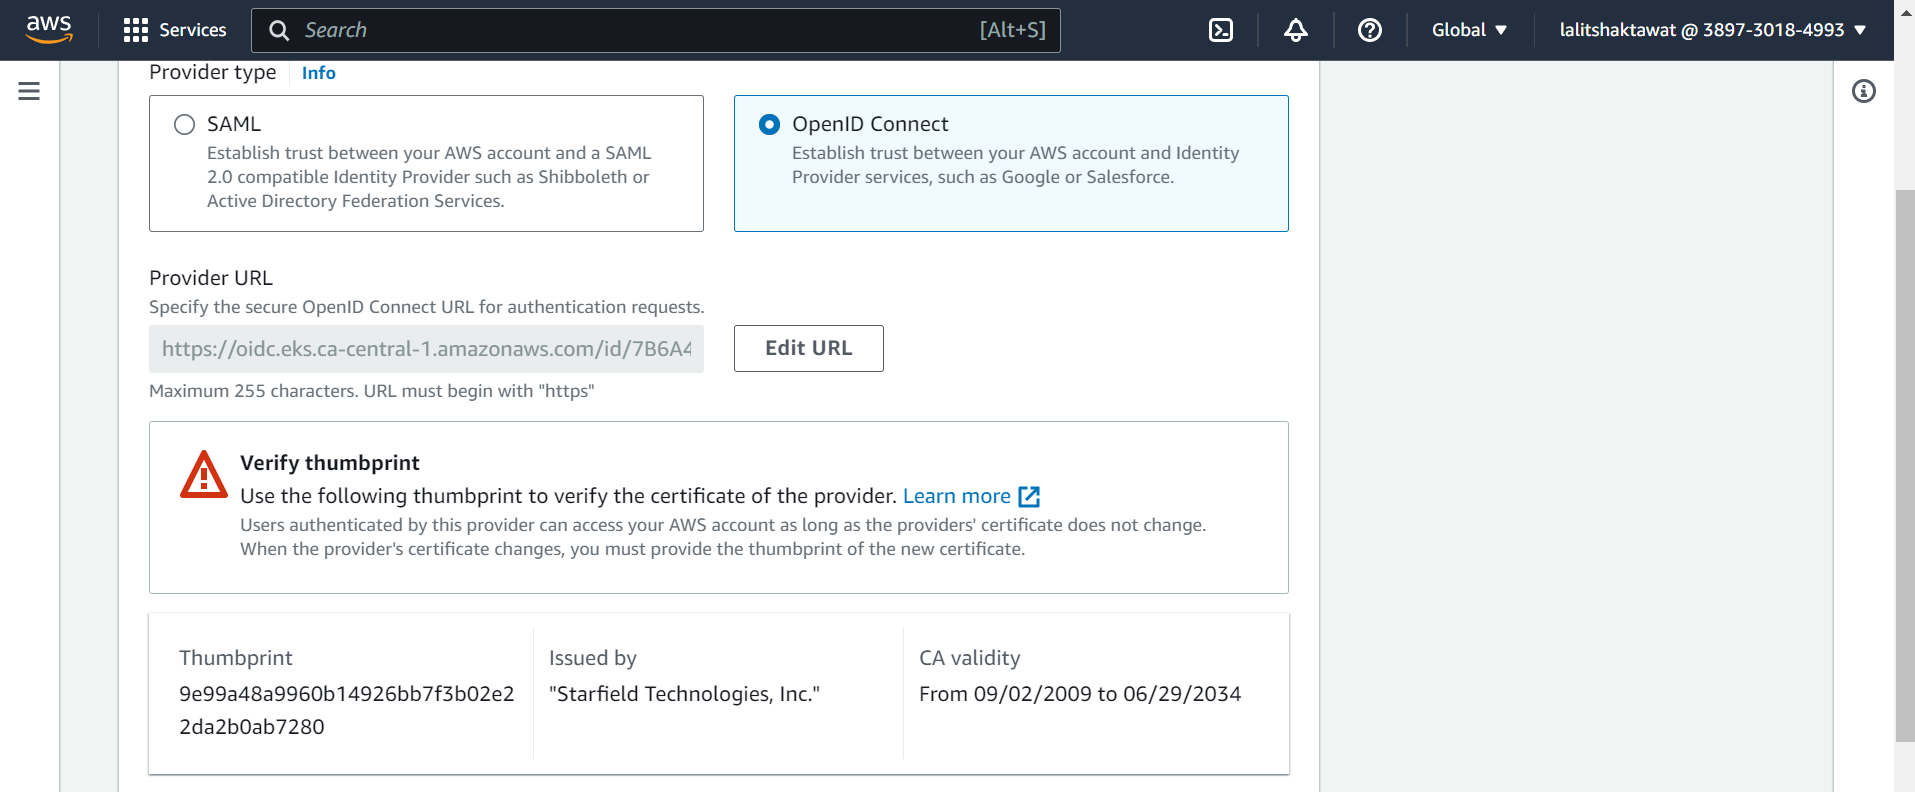 aws
Services
Search
[Alt+S]
Global
lalitshaktawat @ 3897-3018-4993
Provider type
Info
SAML
Establish trust between your AWS account and a SAML
2.0 compatible Identity Provider such as Shibboleth or
Active Directory Federation Services.
OpenID Connect
Establish trust between your AWS account and Identity
Provider services, such as Google or Salesforce.
Provider URL
Specify the secure OpenID Connect URL for authentication requests.
https://oidc.eks.ca-central-1.amazonaws.com/id/7B6A4
Edit URL
Maximum 255 characters. URL must begin with "https"
Verify thumbprint
Use the following thumbprint to verify the certificate of the provider. Learn more
Users authenticated by this provider can access your AWS account as long as the providers' certificate does not change.
When the provider's certificate changes, you must provide the thumbprint of the new certificate.
Thumbprint
9e99a48a9960b14926bb7f3b02e2
2da2b0ab7280
Issued by
"Starfield Technologies, Inc."
CA validity
From 09/02/2009 to 06/29/2034